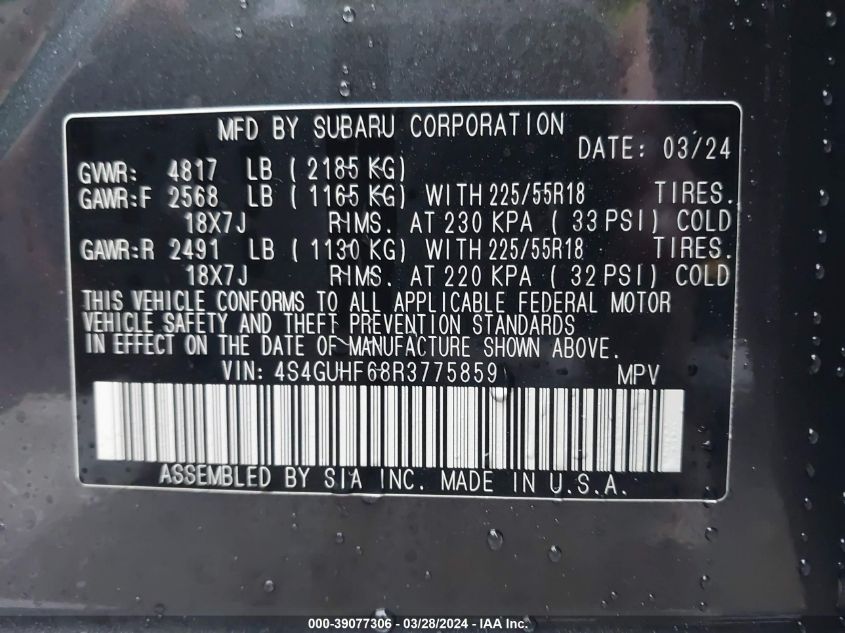 MFD BY SUBARU CORPORATION
DATE: 03/24
GVWR: 4817 LB ( 2185 KG)
GAWR:F 2568 LB ( 1165 KG) WITH 225/55R18 TIRES.
18X7J RIMS. AT 230 KPA ( 33 PSI) COLD
GAWR:R 2491 LB ( 1130 KG) WITH 225/55R18 TIRES.
18X7J RIMS. AT 220 KPA ( 32 PSI) COLD
THIS VEHICLE CONFORMS TO ALL APPLICABLE FEDERAL MOTOR
VEHICLE SAFETY AND THEFT PREVENTION STANDARDS
IN EFFECT ON THE DATE OF MANUFACTURE SHOWN ABOVE.
VIN: 4S4GUHF68R3775859 MPV
ASSEMBLED BY SIA INC. MADE IN U.S.A.
000-39077306 - 03/28/2024 - IAA Inc.